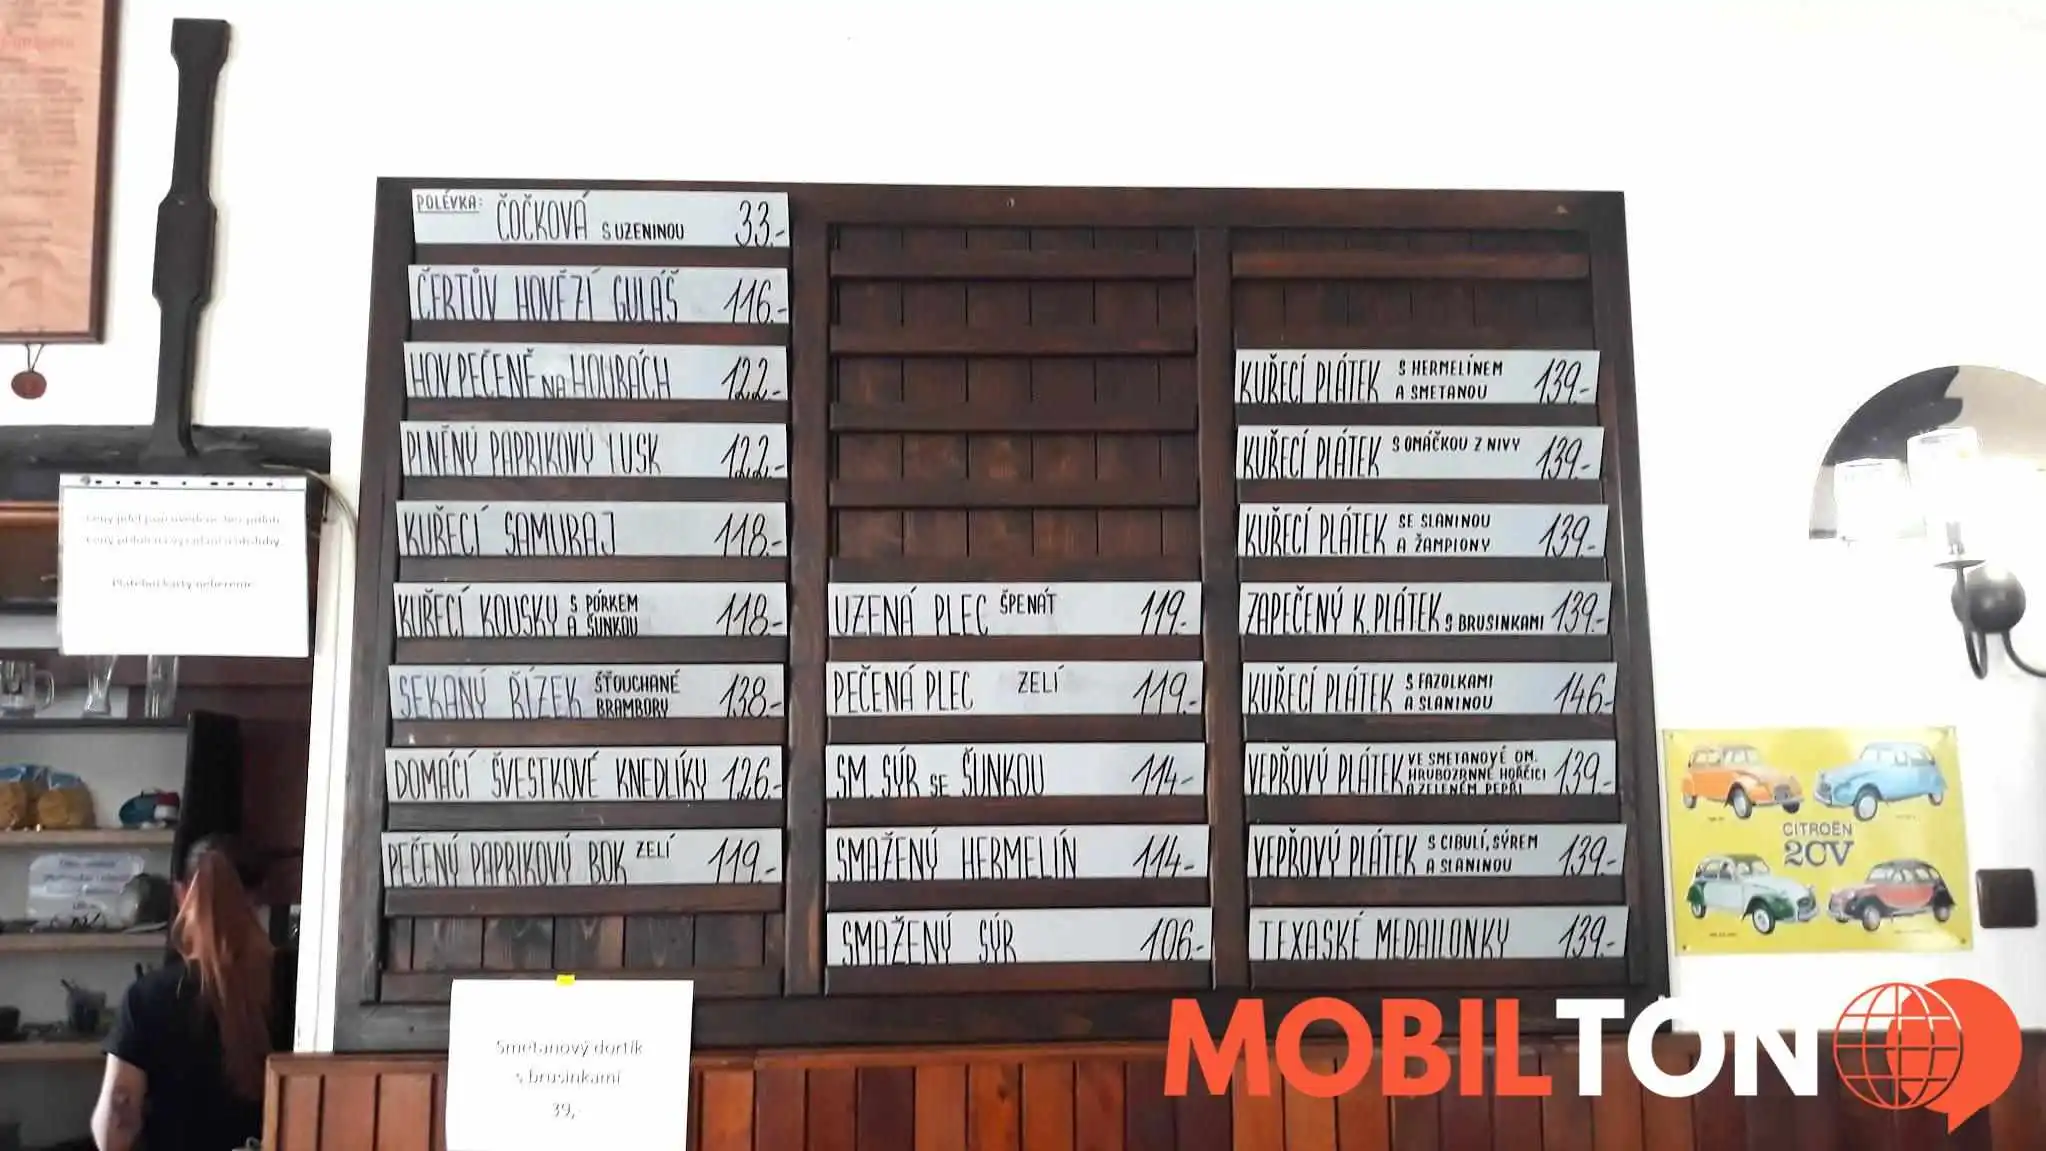 POLÉVKA: ČOČKOVÁ S UZENINOU 33.-
ČERTŮV HOVĚZÍ GULÁŠ 116.-
HOV. PEČENĚ NA HOUBÁCH 122.-
PLNĚNÝ PAPRIKOVÝ LUSK 122.-
KUŘECÍ SAMURAJ 118.-
KUŘECÍ KOUSKY S PÓRKEM
A ŠUNKOU 118.-
SEKANÝ ŘÍZEK ŠŤOUCHANÉ
BRAMBORY 138.-
DOMÁCÍ ŠVESTKOVÉ KNEDLÍKY 126.-
PEČENÝ PAPRIKOVÝ BOK ZELÍ 119.-
UZENÁ PLEC ŠPENÁT 119.-
PEČENÁ PLEC ZELÍ 119.-
SM. SÝR SE ŠUNKOU 114.-
SMAŽENÝ HERMELÍN 114.-
SMAŽENÝ SÝR 106.-
KUŘECÍ PLÁTEK S HERMELÍNEM
A SMETANOU 139.-
KUŘECÍ PLÁTEK S OMÁČKOU Z NIVY 139.-
KUŘECÍ PLÁTEK SE SLANINOU
A ŽAMPIONY 139.-
ZAPEČENÝ K. PLÁTEK S BRUSINKAMI 139.-
KUŘECÍ PLÁTEK S FAZOLKAMI
A SLANINOU 146.-
VEPŘOVÝ PLÁTEK VE SMETANOVÉ OM.
HRUBOZRNNÉ HOŘČICI
A ZELENÉM PEPŘI 139.-
VEPŘOVÝ PLÁTEK S CIBULÍ, SÝREM
A SLANINOU 139.-
TEXASKÉ MEDAILONKY 139.-
Smetanový dortík
s brusinkami
39,-
Platební karty nebereme
CITROËN
2CV
MOBILTON